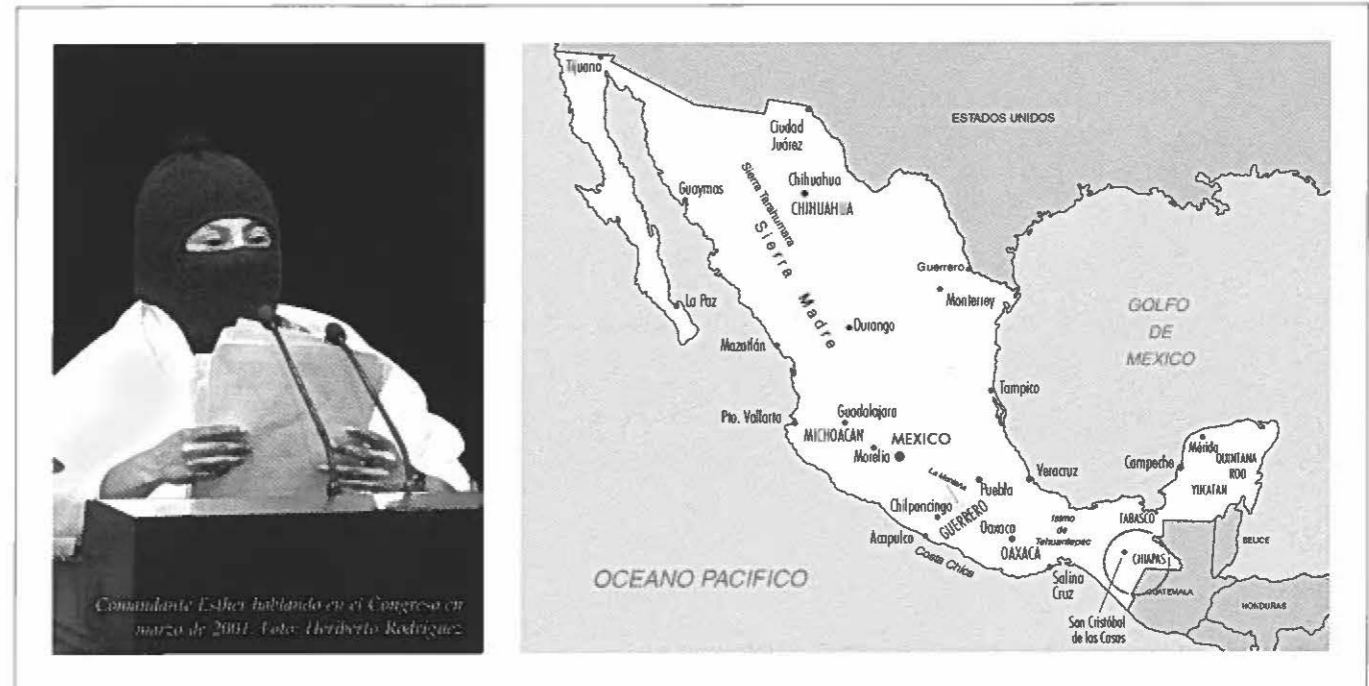 Comandante Esther hablando en el Congreso en
marzo de 2001. Foto: Heriberto Rodríguez
Tijuana
ESTADOS UNIDOS
Ciudad
Juárez
Chihuahua
CHIHUAHUA
Sierra Tarahumara
Sierra Madre
Guaymas
Guerrero
Monterrey
La Paz
Durango
GOLFO
DE
MEXICO
Mazatlán
Tampico
Pto. Vallarta
Guadalajara
MICHOACAN
MEXICO
Morelia
La Montaña
Puebla
Veracruz
Campeche
Mérida
QUINTANA
ROO
YIKATAN
Chilpancingo
GUERRERO
Acapulco
Costa Chica
Oaxaca
OAXACA
Istmo
de
Tehuantepec
TABASCO
CHIAPAS
BELICE
Salina
Cruz
GUATEMALA
HONDURAS
San Cristóbal
de las Casas
OCEANO PACIFICO